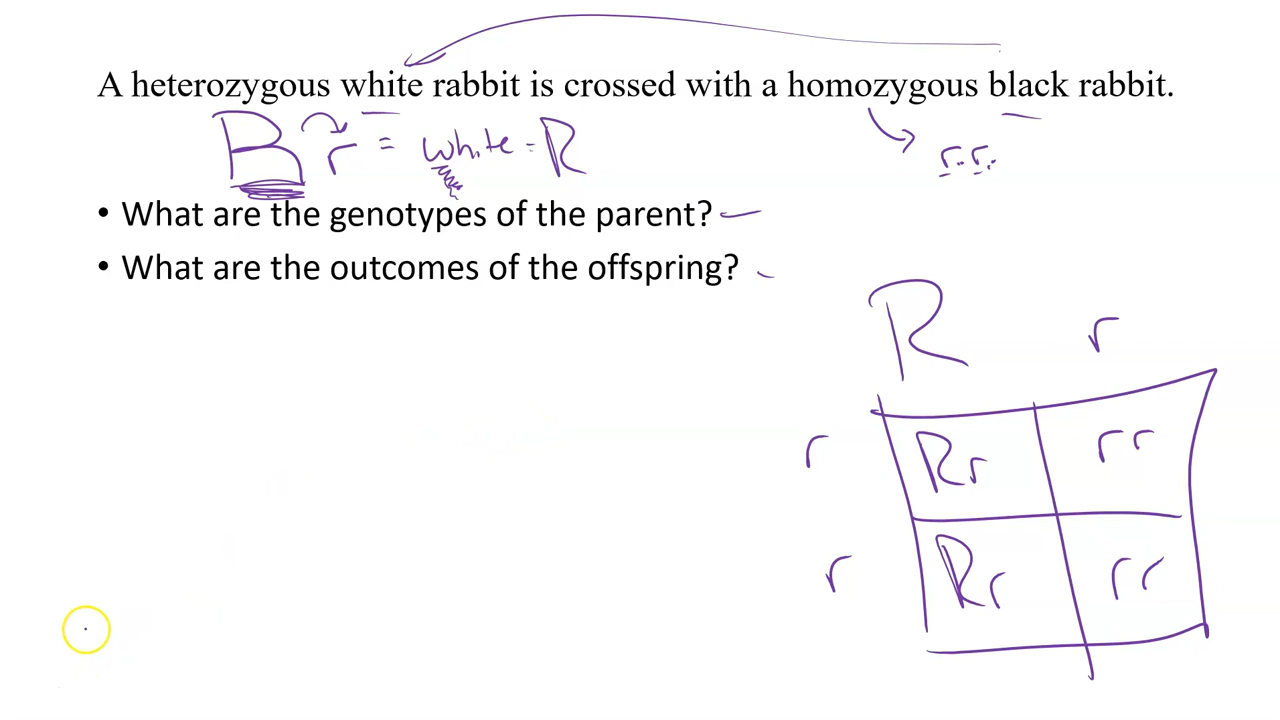 A heterozygous white rabbit is crossed with a homozygous black rabbit.
Rr = white = R
r r
• What are the genotypes of the parent?
• What are the outcomes of the offspring?
R r
r Rr rr
r Rr rr